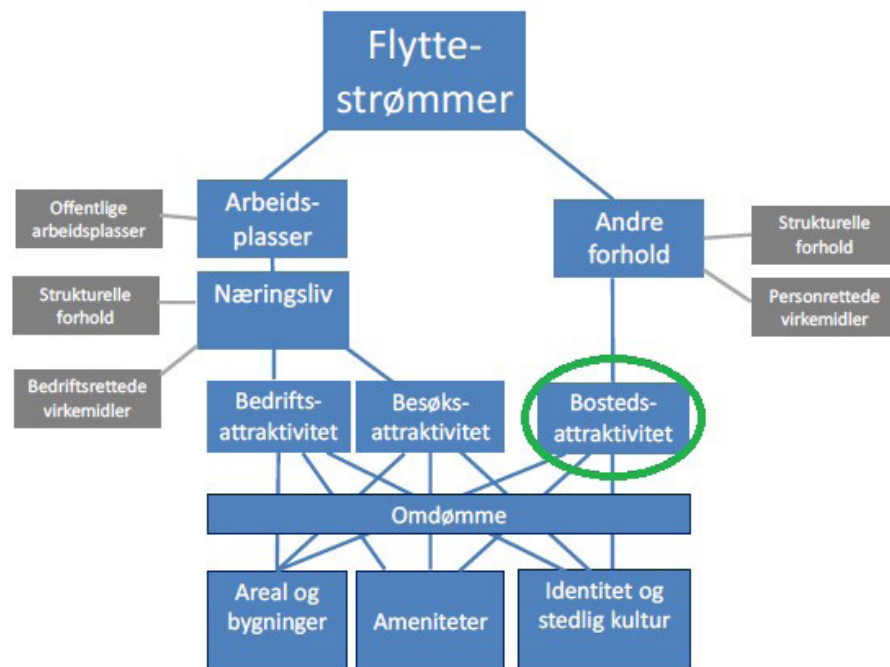 Flytte-
strømmer
Offentlige
arbeidsplasser
Arbeids-
plasser
Andre
forhold
Strukturelle
forhold
Strukturelle
forhold
Næringsliv
Personrettede
virkemidler
Bedriftsrettede
virkemidler
Bedrifts-
attraktivitet
Besøks-
attraktivitet
Bosteds-
attraktivitet
Omdømme
Areal og
bygninger
Ameniteter
Identitet og
stedlig kultur